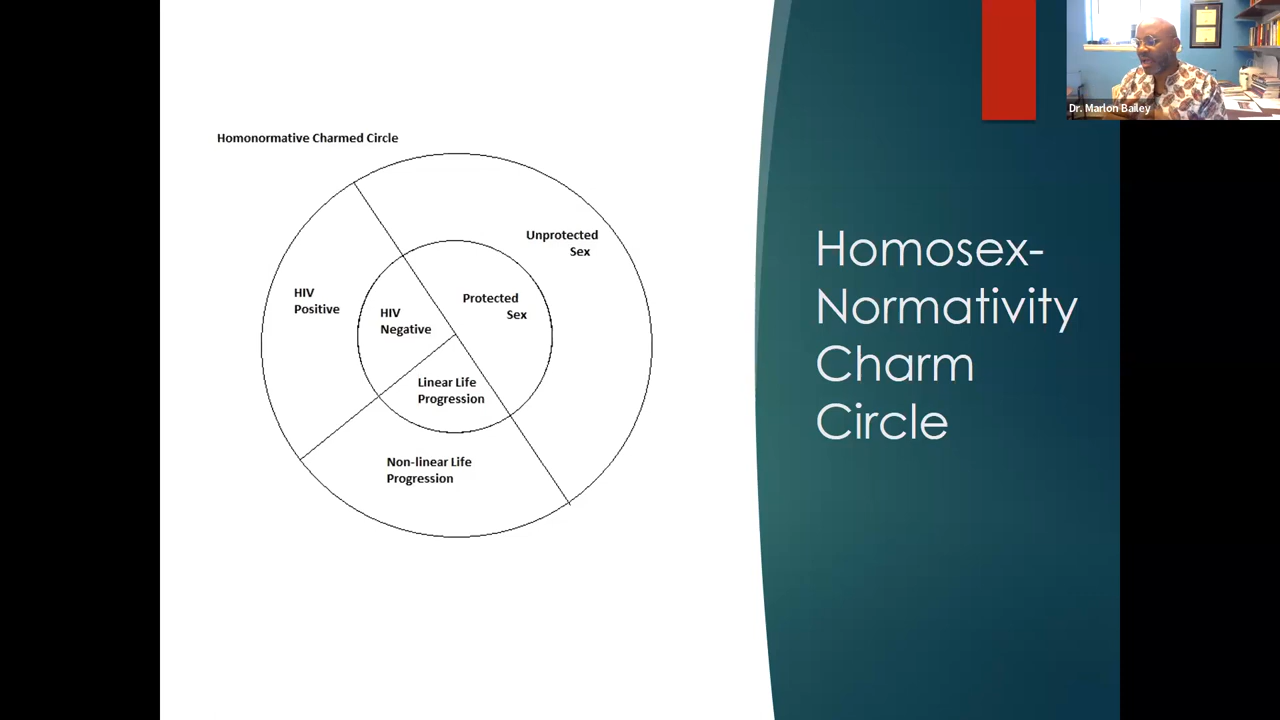 Homonormative Charmed Circle
Unprotected
Sex
HIV
Positive
Protected
Sex
HIV
Negative
Linear Life
Progression
Non-linear Life
Progression
Homosex-
Normativity
Charm
Circle
Dr. Marlon Bailey